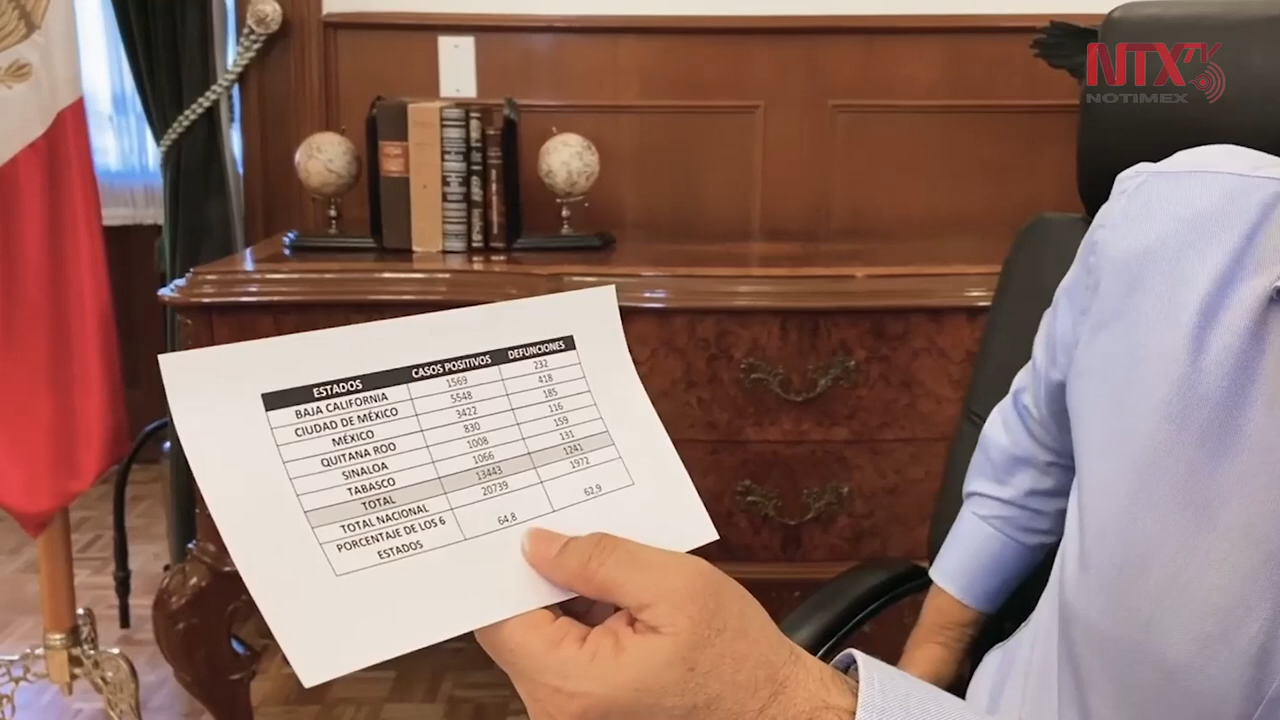 NTX TV
NOTIMEX
ESTADOS CASOS POSITIVOS DEFUNCIONES
BAJA CALIFORNIA 1569 232
CIUDAD DE MÉXICO 5548 418
MÉXICO 3422 185
QUITANA ROO 830 116
SINALOA 1008 159
TABASCO 1066 131
TOTAL 13443 1241
TOTAL NACIONAL 20739 1972
PORCENTAJE DE LOS 6 64,8 62,9
ESTADOS